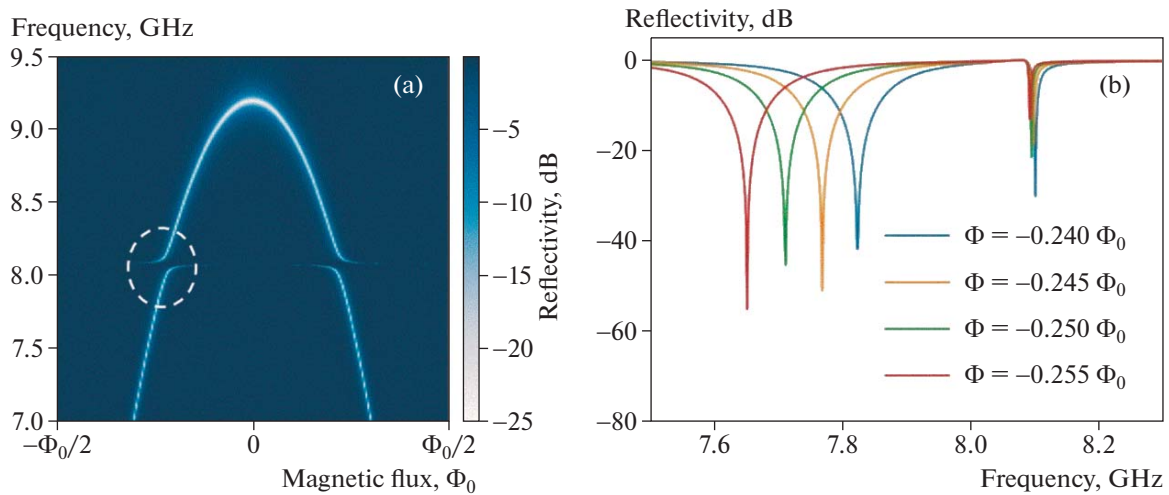 Frequency, GHz
9.5
9.0
8.5
8.0
7.5
7.0
−Φ₀/2
0
Φ₀/2
Magnetic flux, Φ₀
(a)
−5
−10
−15
−20
−25
Reflectivity, dB
Reflectivity, dB
0
−20
−40
−60
−80
(b)
Φ = −0.240 Φ₀
Φ = −0.245 Φ₀
Φ = −0.250 Φ₀
Φ = −0.255 Φ₀
7.6
7.8
8.0
8.2
Frequency, GHz